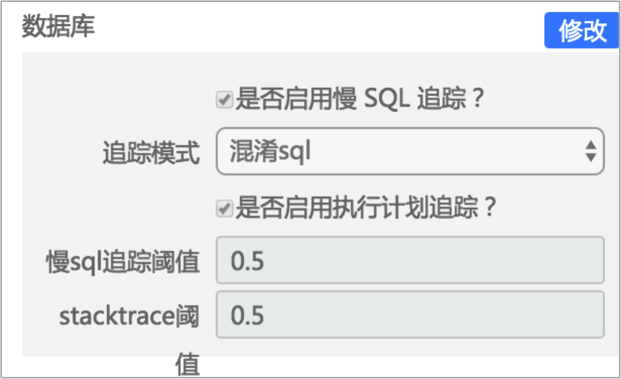 数据库 修改
是否启用慢 SQL 追踪？
追踪模式 混淆sql
是否启用执行计划追踪？
慢sql追踪阈值 0.5
stacktrace阈 0.5
值